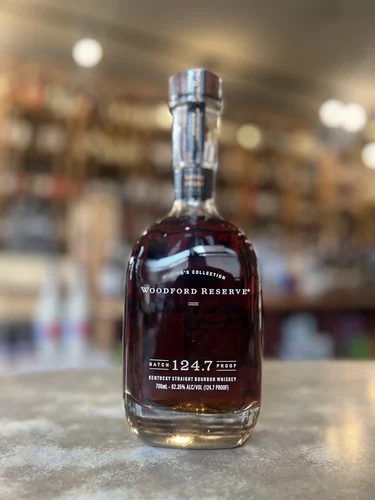 'S COLLECTION
WOODFORD RESERVE®
BATCH 124.7 PROOF
KENTUCKY STRAIGHT BOURBON WHISKEY
700mL - 62.35% ALC/VOL (124.7 PROOF)